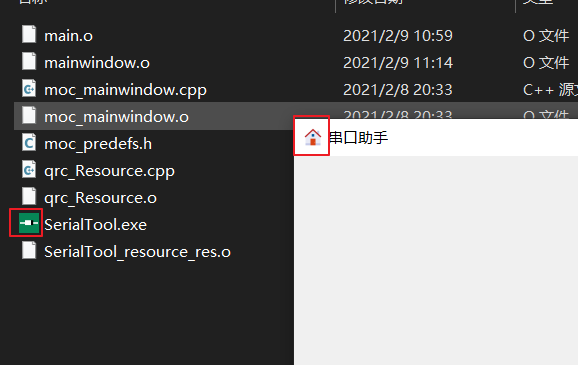 名称 修改日期 类型
main.o 2021/2/9 10:59 O 文件
mainwindow.o 2021/2/9 11:14 O 文件
moc_mainwindow.cpp 2021/2/8 20:33 C++ 源
moc_mainwindow.o 2021/2/8 20:33 O 文件
串口助手
moc_predefs.h
qrc_Resource.cpp
qrc_Resource.o
SerialTool.exe
SerialTool_resource_res.o